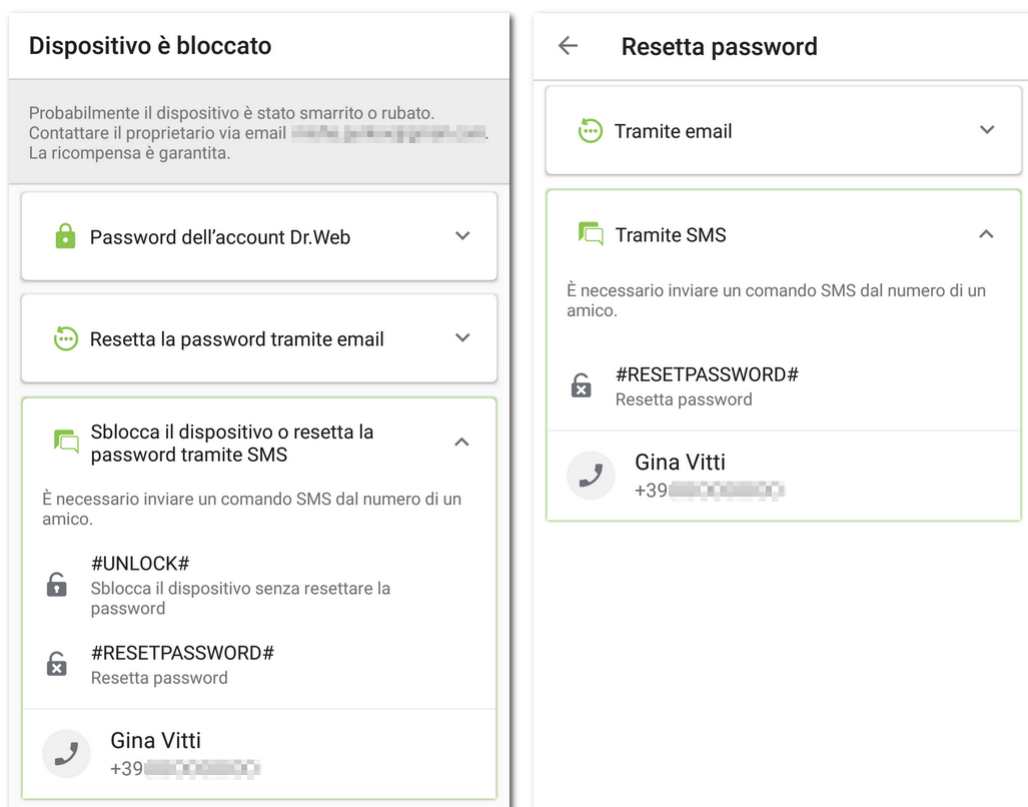 Dispositivo è bloccato
Probabilmente il dispositivo è stato smarrito o rubato.
Contattare il proprietario via email
La ricompensa è garantita.
Password dell'account Dr.Web
Resetta la password tramite email
Sblocca il dispositivo o resetta la
password tramite SMS
È necessario inviare un comando SMS dal numero di un
amico.
#UNLOCK#
Sblocca il dispositivo senza resettare la
password
#RESETPASSWORD#
Resetta password
Gina Vitti
+39
Resetta password
Tramite email
Tramite SMS
È necessario inviare un comando SMS dal numero di un
amico.
#RESETPASSWORD#
Resetta password
Gina Vitti
+39